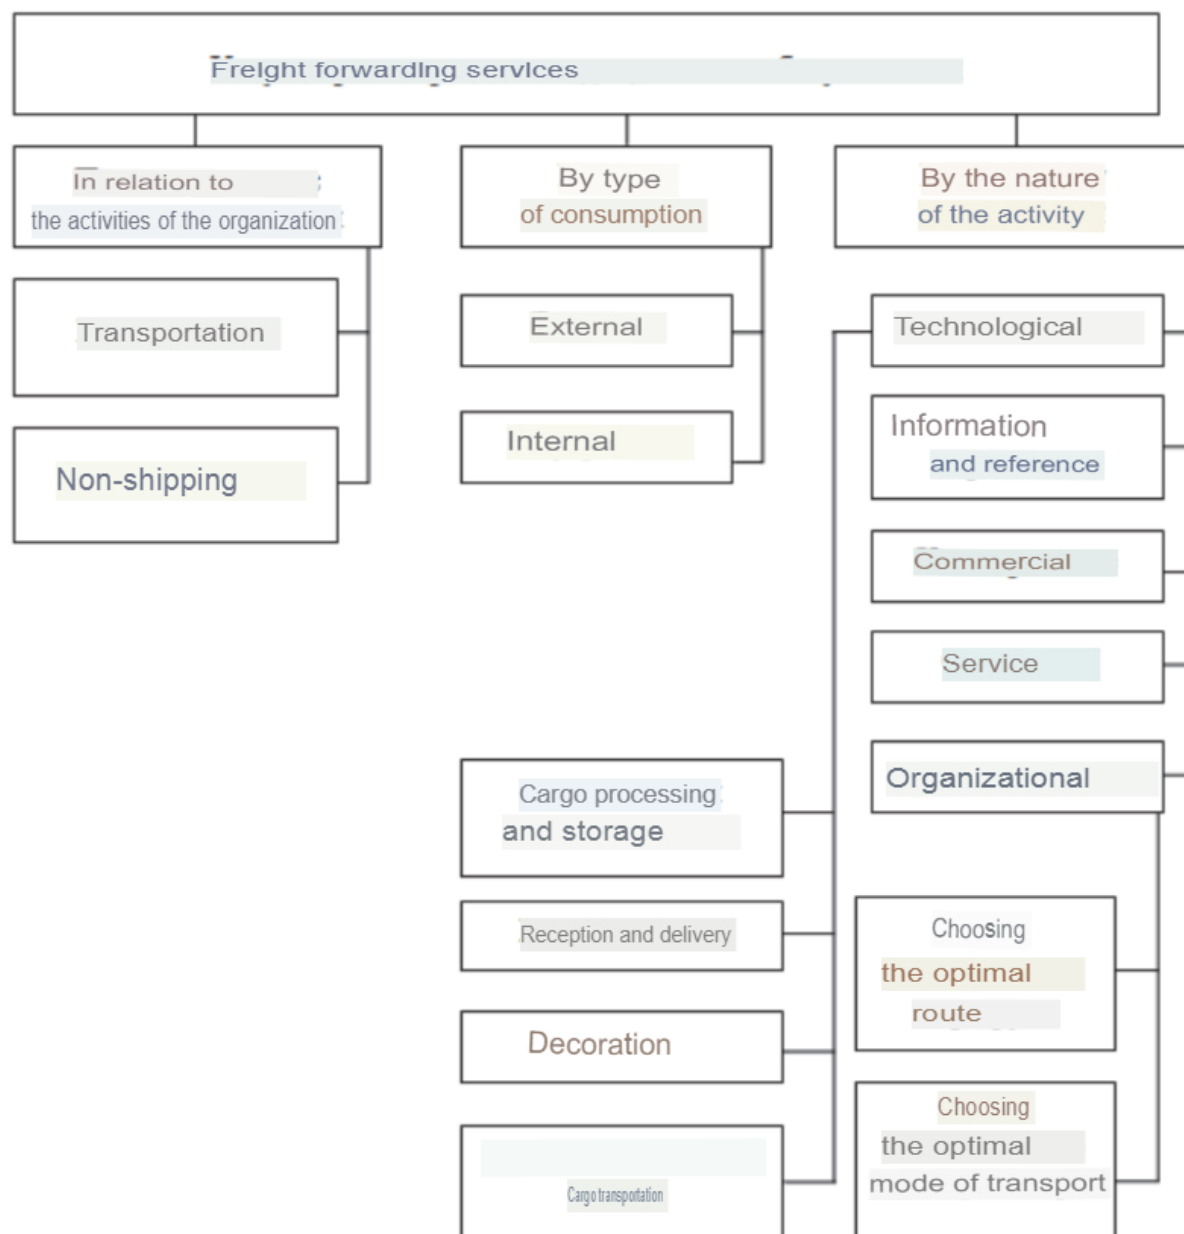 Freight forwarding services
In relation to
the activities of the organization
By type
of consumption
By the nature
of the activity
Transportation
Non-shipping
External
Internal
Technological
Information
and reference
Commercial
Service
Organizational
Cargo processing
and storage
Reception and delivery
Decoration
Cargo transportation
Choosing
the optimal
route
Choosing
the optimal
mode of transport